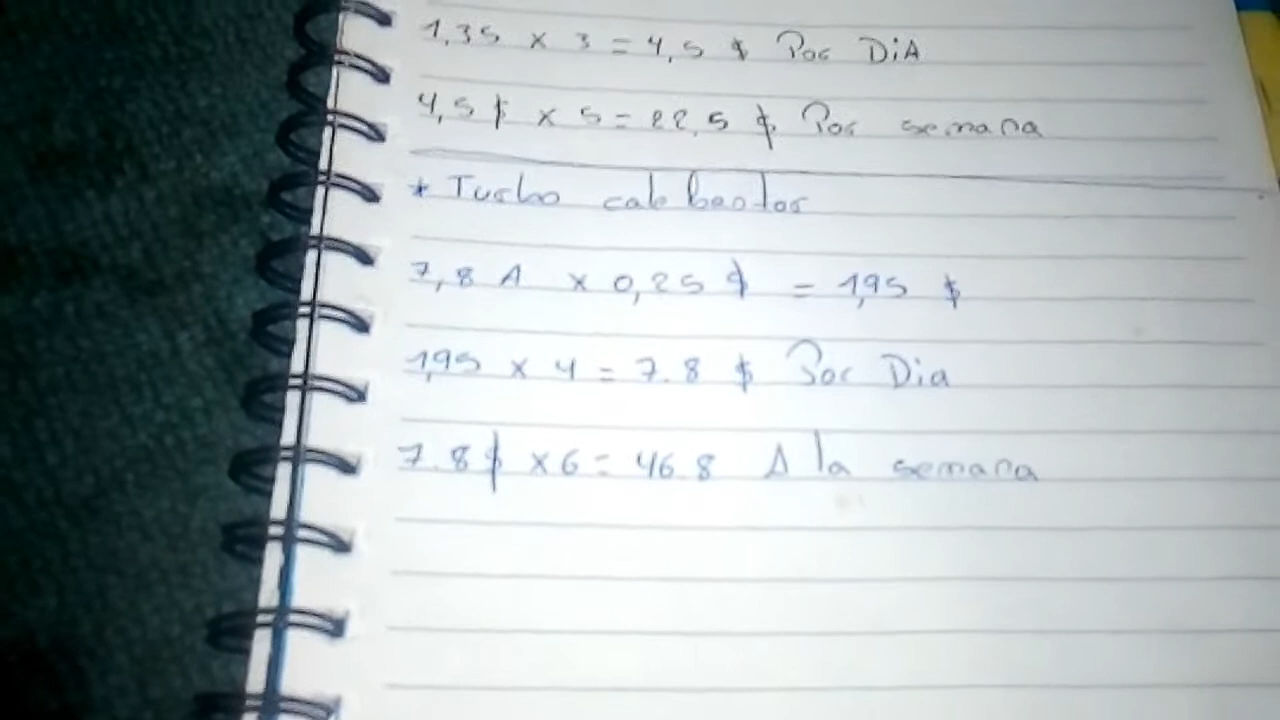 1,35 x 3 = 4,5 $ Por DiA
4,5 $ x 5 = 22,5 $ Por semana
* Turbo calebentor
7,8 A x 0,25 $ = 1,95 $
1,95 x 4 = 7.8 $ Por Dia
7.8 $ x 6 = 46.8 A la semana